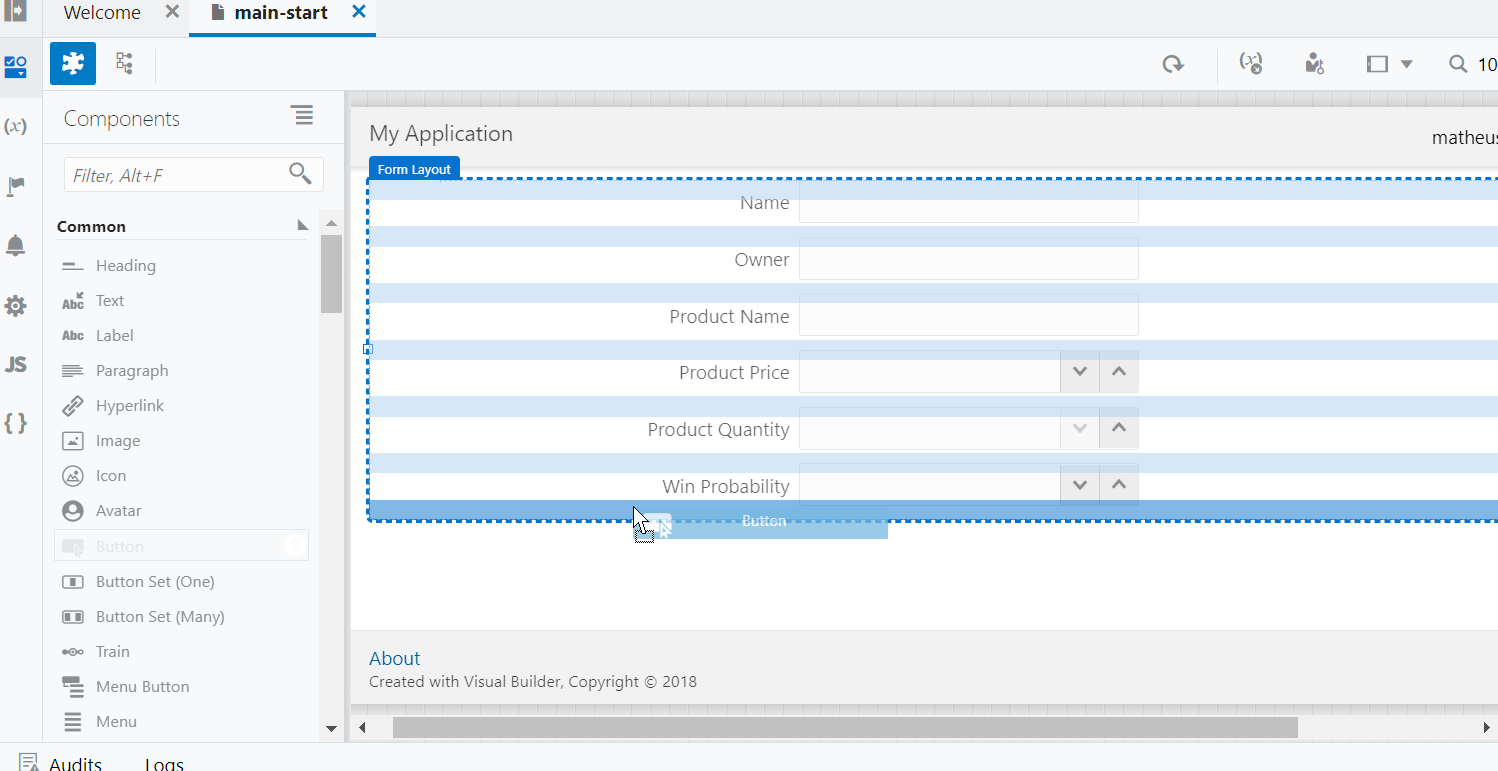 Welcome
main-start
(x)
10
Components
My Application
(x)
matheus
Filter, Alt+F
Form Layout
Common
Name
Heading
Owner
Abc Text
Product Name
Abc Label
JS
Paragraph
Product Price
Hyperlink
{ }
Image
Product Quantity
Icon
Win Probability
Avatar
Button
Button
?
Button Set (One)
Button Set (Many)
Train
About
Menu Button
Created with Visual Builder, Copyright © 2018
Menu
Audits
Logs